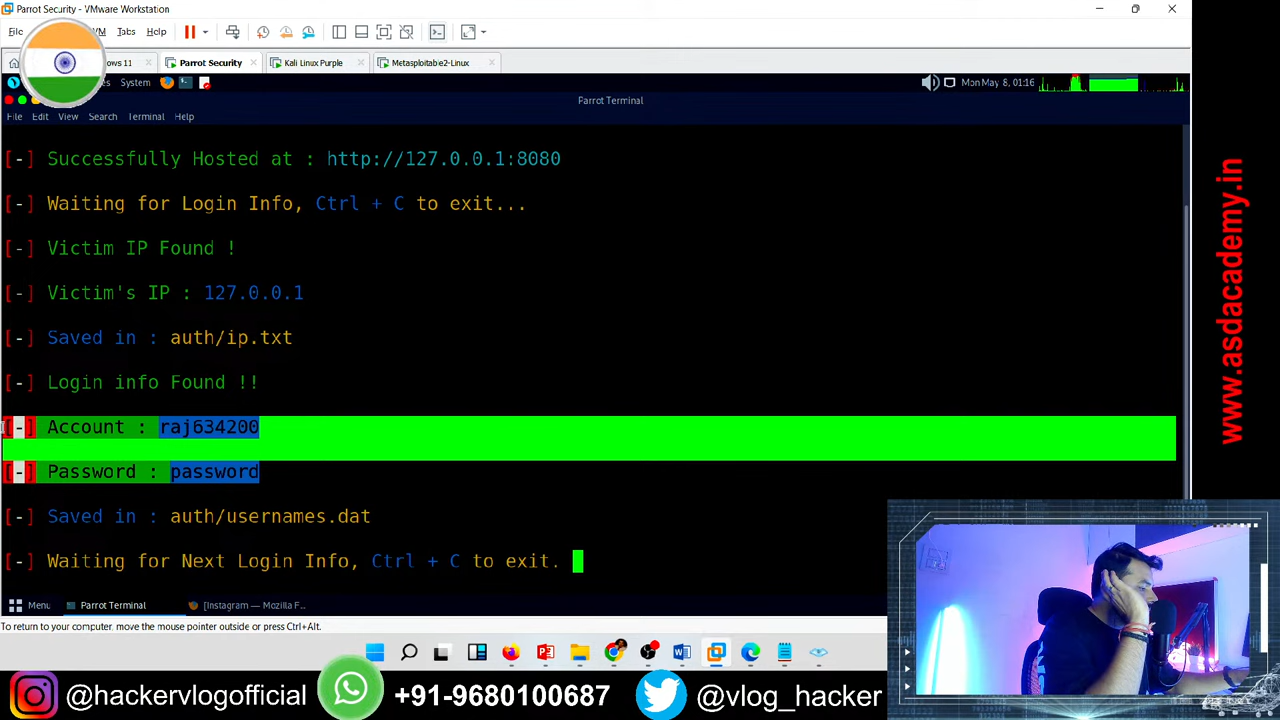 Parrot Security - VMware Workstation
File
VM
Tabs
Help
ows 11
Parrot Security
Kali Linux Purple
Metasploitable2-Linux
System
Mon May 8, 01:16
Parrot Terminal
File Edit View Search Terminal Help
[-] Successfully Hosted at : http://127.0.0.1:8080
[-] Waiting for Login Info, Ctrl + C to exit...
[-] Victim IP Found !
[-] Victim's IP : 127.0.0.1
[-] Saved in : auth/ip.txt
[-] Login info Found !!
[-] Account : raj634200
[-] Password : password
[-] Saved in : auth/usernames.dat
[-] Waiting for Next Login Info, Ctrl + C to exit.
Menu
Parrot Terminal
[Instagram — Mozilla F...
To return to your computer, move the mouse pointer outside or press Ctrl+Alt.
www.asdacademy.in
@hackervlogofficial
+91-9680100687
@vlog_hacker